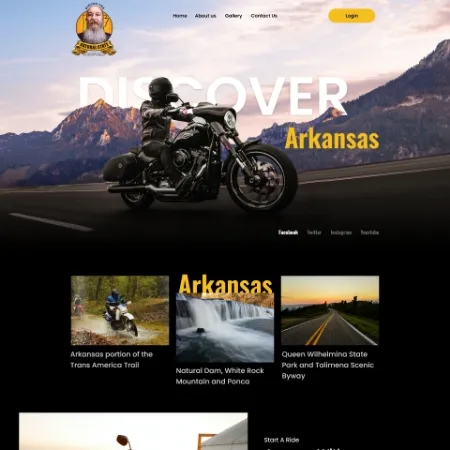 NATURAL STATE
Home About us Gallery Contact Us Login
DISCOVER
Arkansas
Facebook Twitter Instagram Youtube
Arkansas
Arkansas portion of the
Trans America Trail
Natural Dam, White Rock
Mountain and Ponca
Queen Wilhelmina State
Park and Talimena Scenic
Byway
Start A Ride